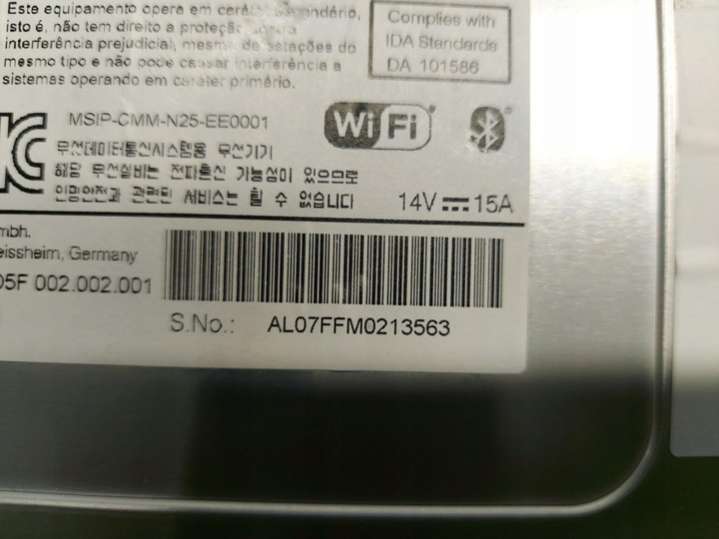 Este equipamento opera em caráter secundário,
isto é, não tem direito a proteção contra
interferência prejudicial, mesmo de estações do
mesmo tipo e não pode causar interferência a
sistemas operando em caráter primário.
Complies with
IDA Standards
DA 101586
MSIP-CMM-N25-EE0001
Wi Fi
무선데이터통신시스템용 무선기기
해당 무선설비는 전파혼신 가능성이 있으므로
인명안전과 관련된 서비스는 할 수 없습니다
14V 15A
mbh.
eissheim, Germany
05F 002.002.001
S.No.: AL07FFM0213563